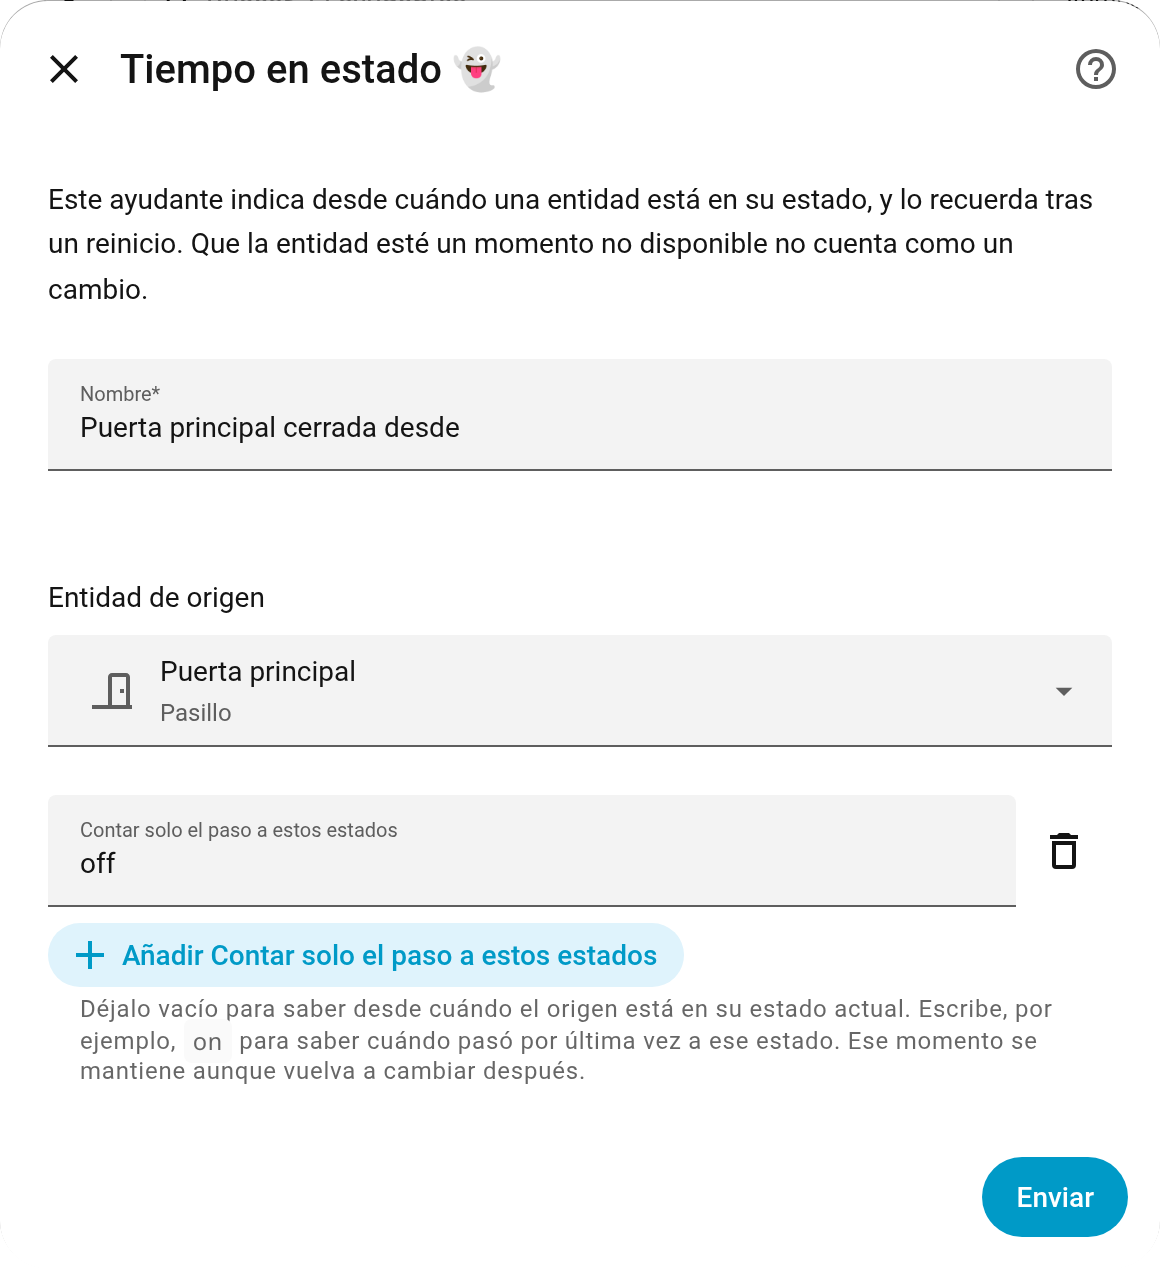 Tiempo en estado 👻
Este ayudante indica desde cuándo una entidad está en su estado, y lo recuerda tras
un reinicio. Que la entidad esté un momento no disponible no cuenta como un
cambio.
Nombre*
Puerta principal cerrada desde
Entidad de origen
Puerta principal
Pasillo
Contar solo el paso a estos estados
off
Añadir Contar solo el paso a estos estados
Déjalo vacío para saber desde cuándo el origen está en su estado actual. Escribe, por
ejemplo, on para saber cuándo pasó por última vez a ese estado. Ese momento se
mantiene aunque vuelva a cambiar después.
Enviar